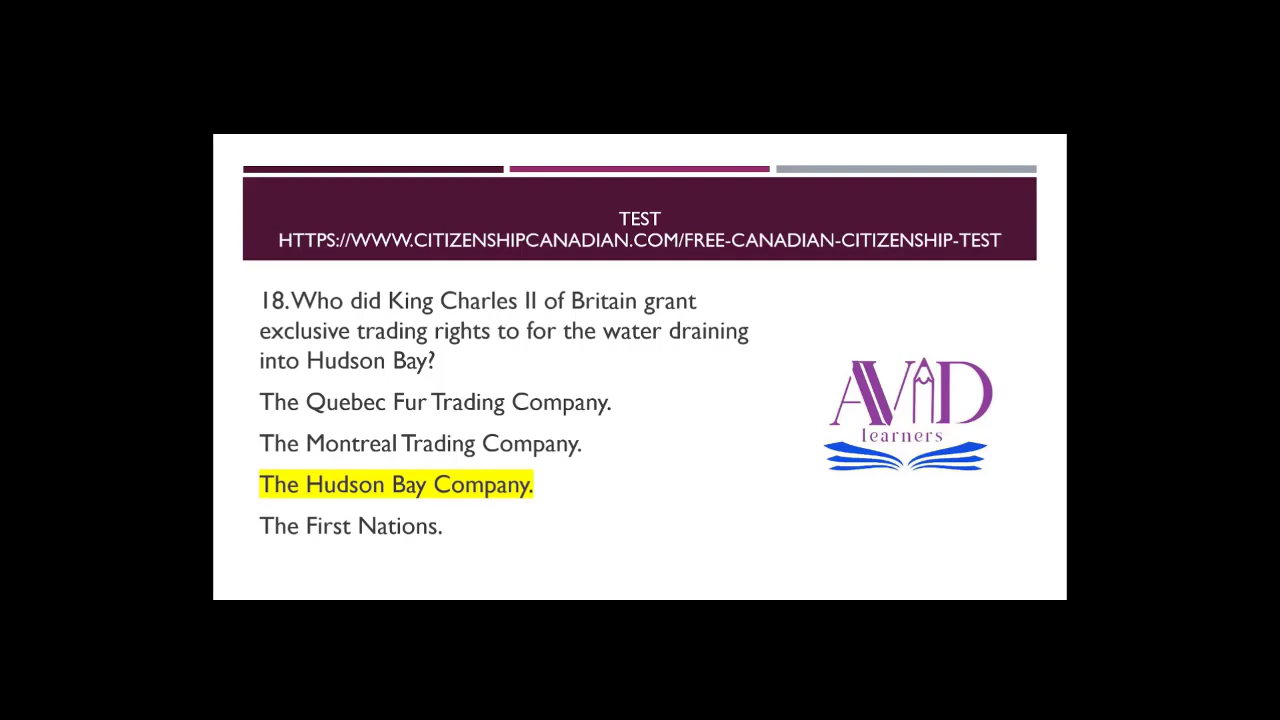 TEST
HTTPS://WWW.CITIZENSHIPCANADIAN.COM/FREE-CANADIAN-CITIZENSHIP-TEST
18. Who did King Charles II of Britain grant
exclusive trading rights to for the water draining
into Hudson Bay?
The Quebec Fur Trading Company.
The Montreal Trading Company.
The Hudson Bay Company.
The First Nations.
AVID
learners